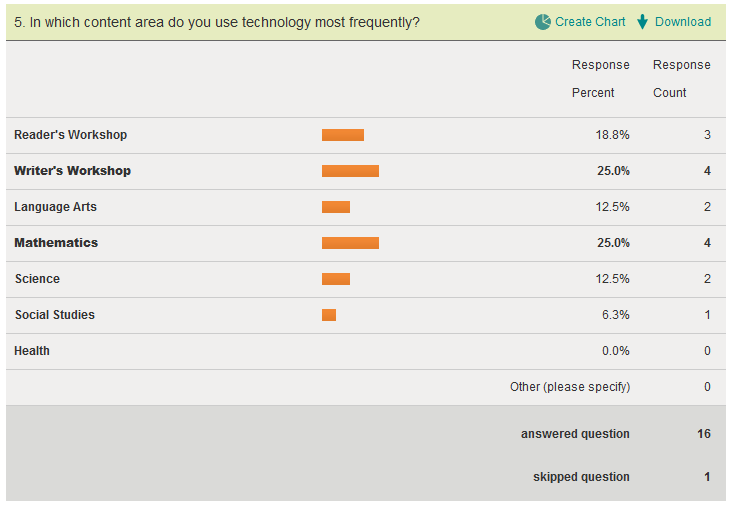 5. In which content area do you use technology most frequently? Create Chart Download
Response Response
Percent Count
Reader's Workshop 18.8% 3
Writer's Workshop 25.0% 4
Language Arts 12.5% 2
Mathematics 25.0% 4
Science 12.5% 2
Social Studies 6.3% 1
Health 0.0% 0
Other (please specify) 0
answered question 16
skipped question 1